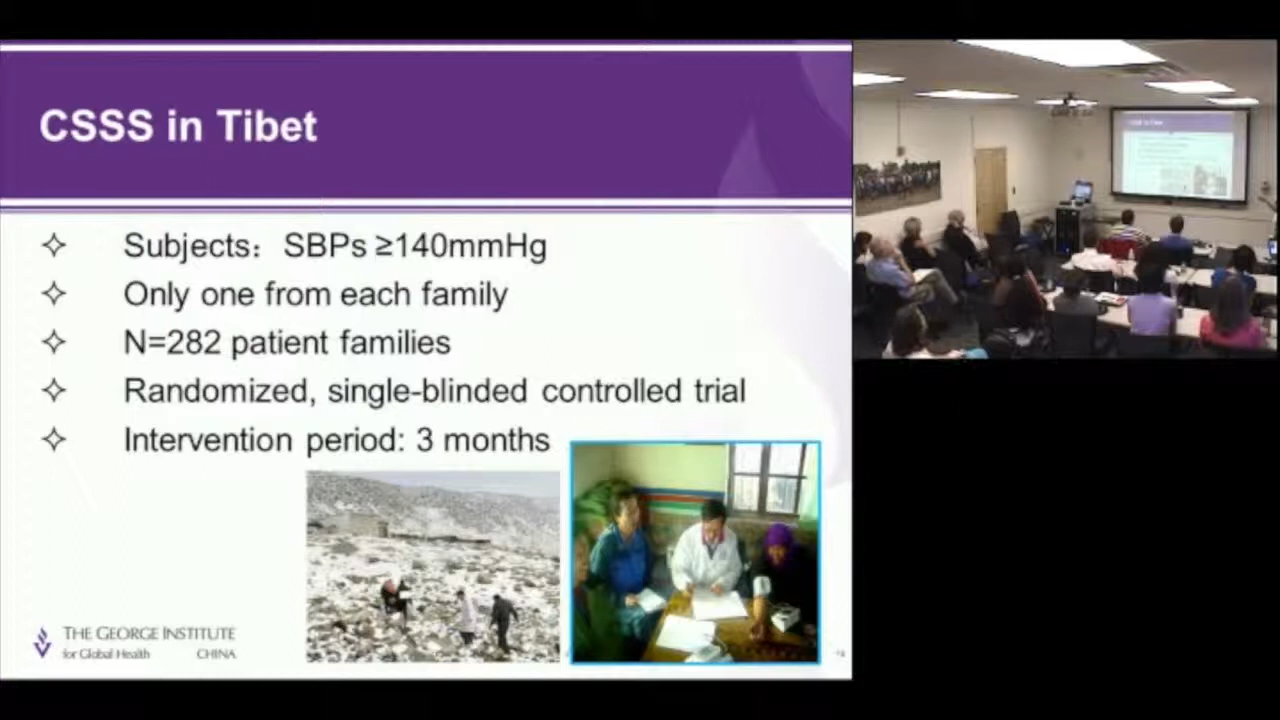 CSSS in Tibet
Subjects： SBPs ≥140mmHg
Only one from each family
N=282 patient families
Randomized, single-blinded controlled trial
Intervention period: 3 months
THE GEORGE INSTITUTE
for Global Health CHINA